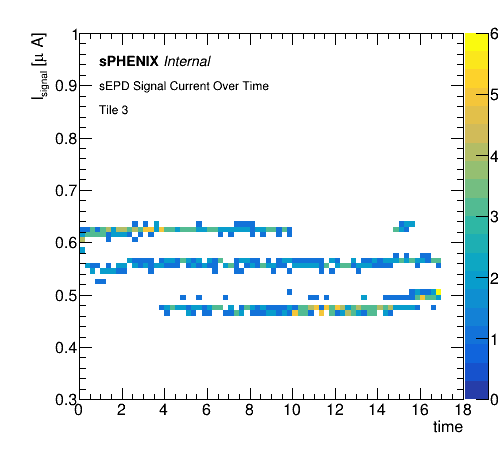 I_signal [μ A]
sPHENIX Internal
sEPD Signal Current Over Time
Tile 3
1
0.9
0.8
0.7
0.6
0.5
0.4
0.3
0 2 4 6 8 10 12 14 16 18
time
6
5
4
3
2
1
0